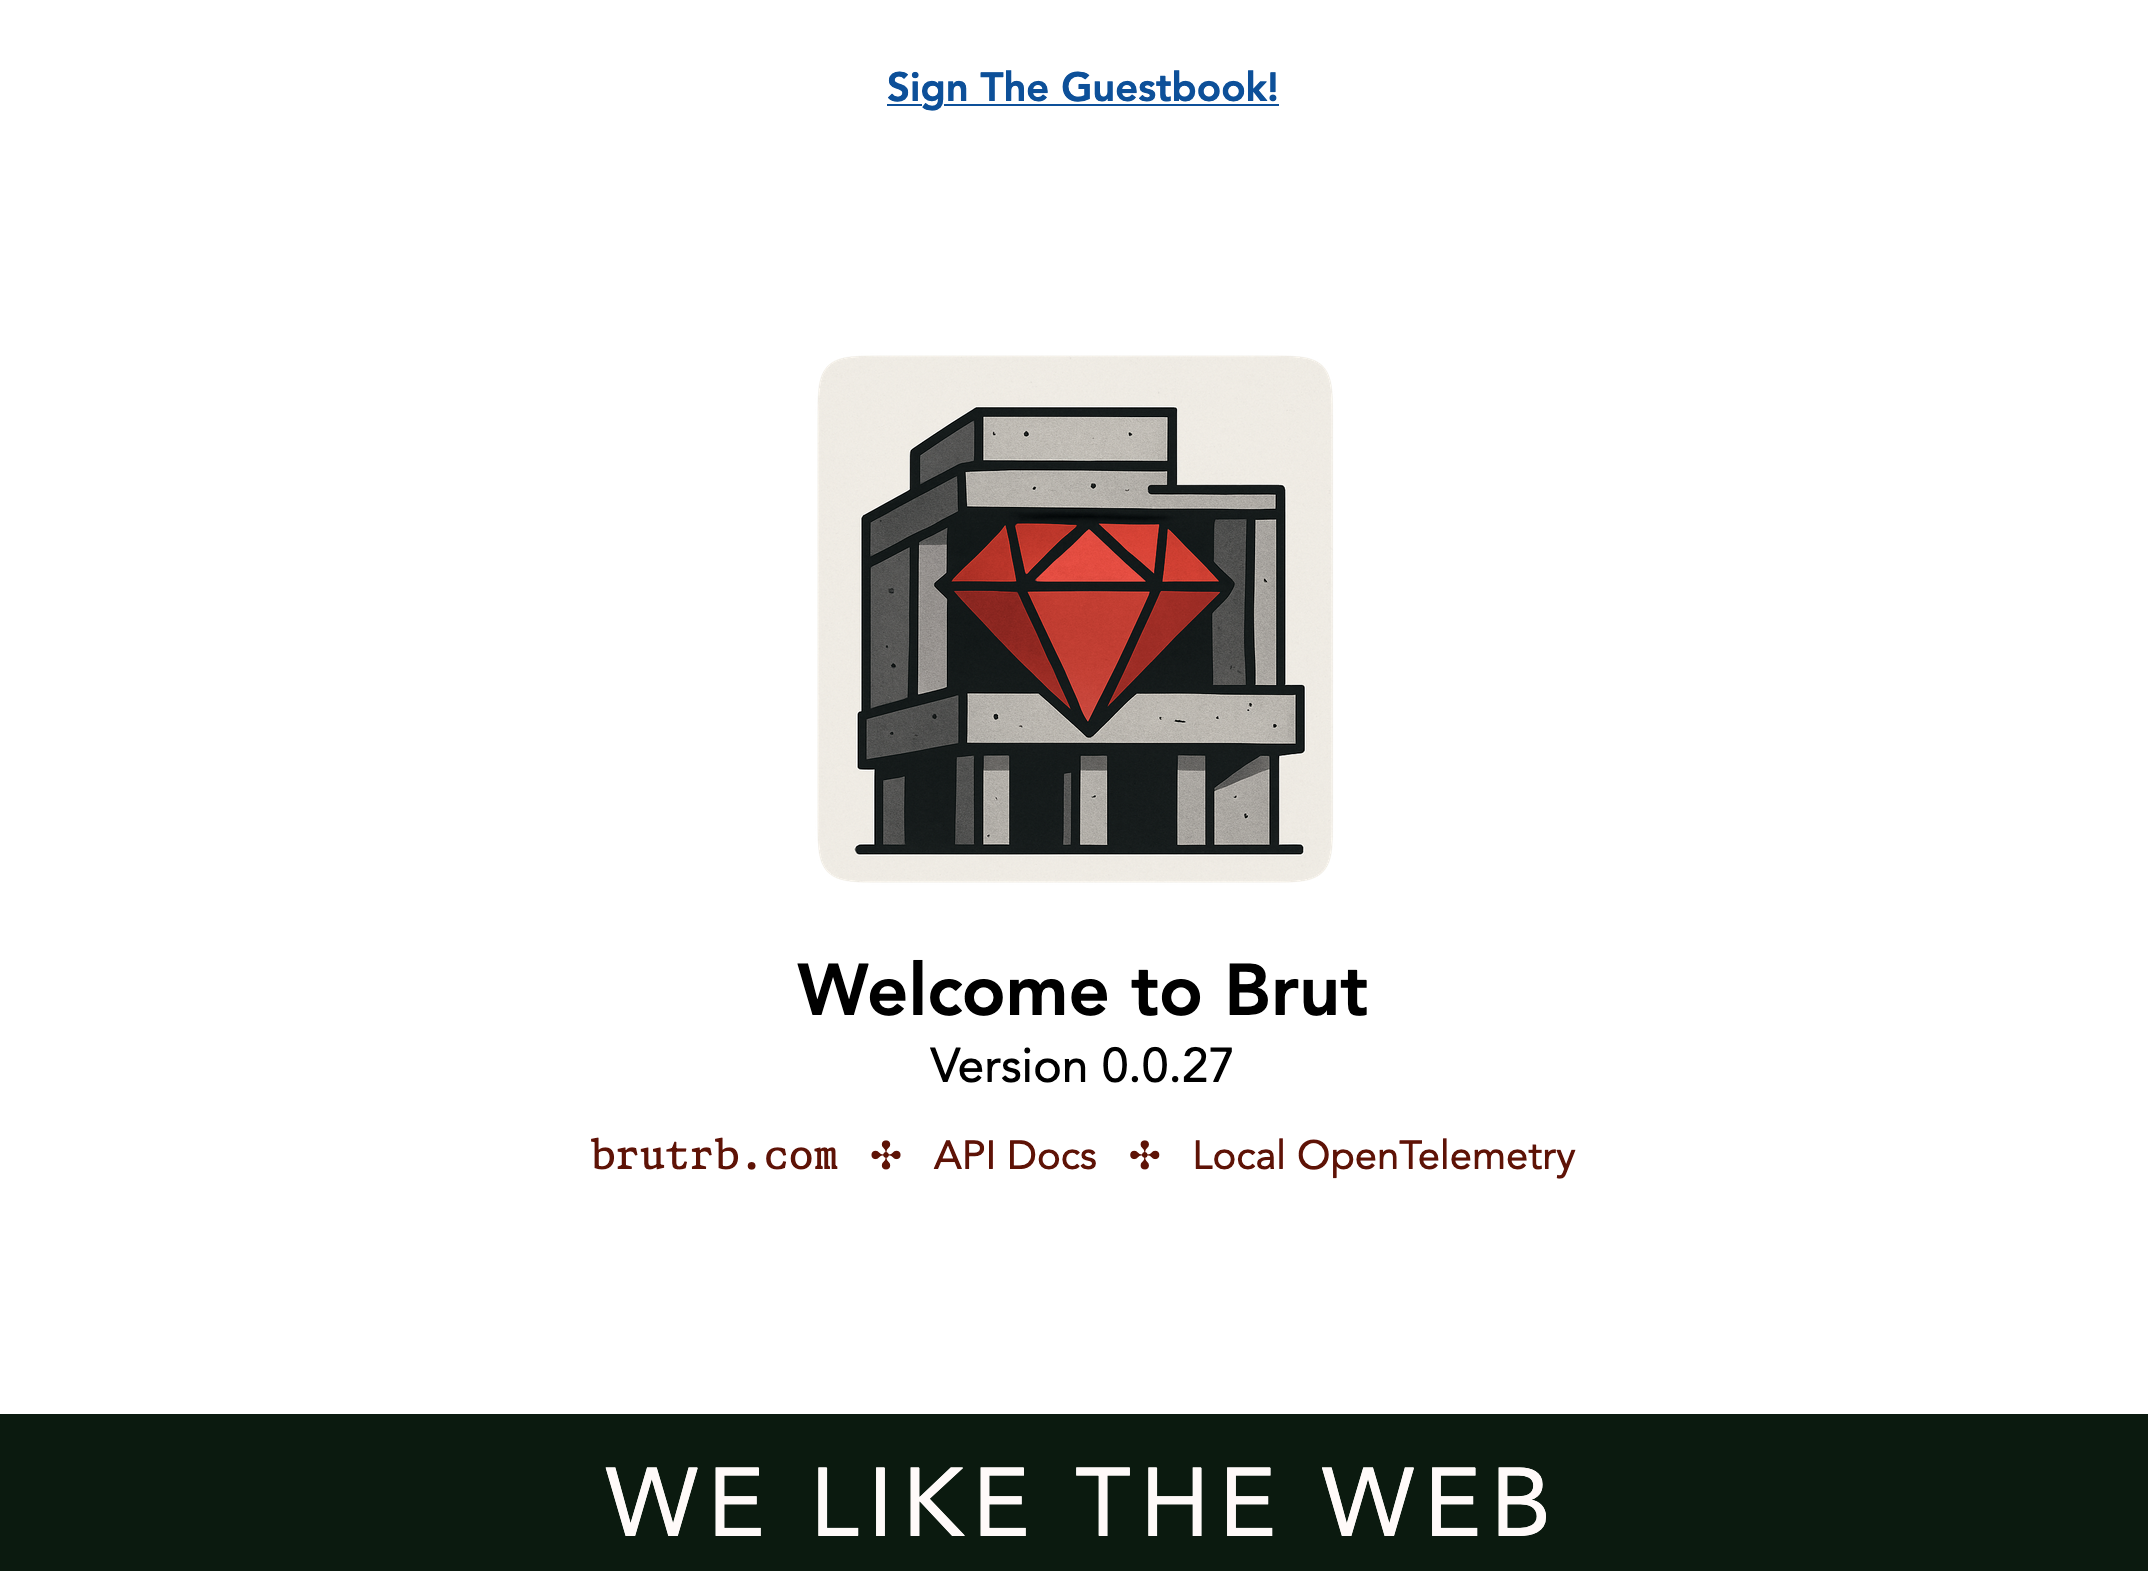 Sign The Guestbook!
Welcome to Brut
Version 0.0.27
brutrb.com ✣ API Docs ✣ Local OpenTelemetry
WE LIKE THE WEB